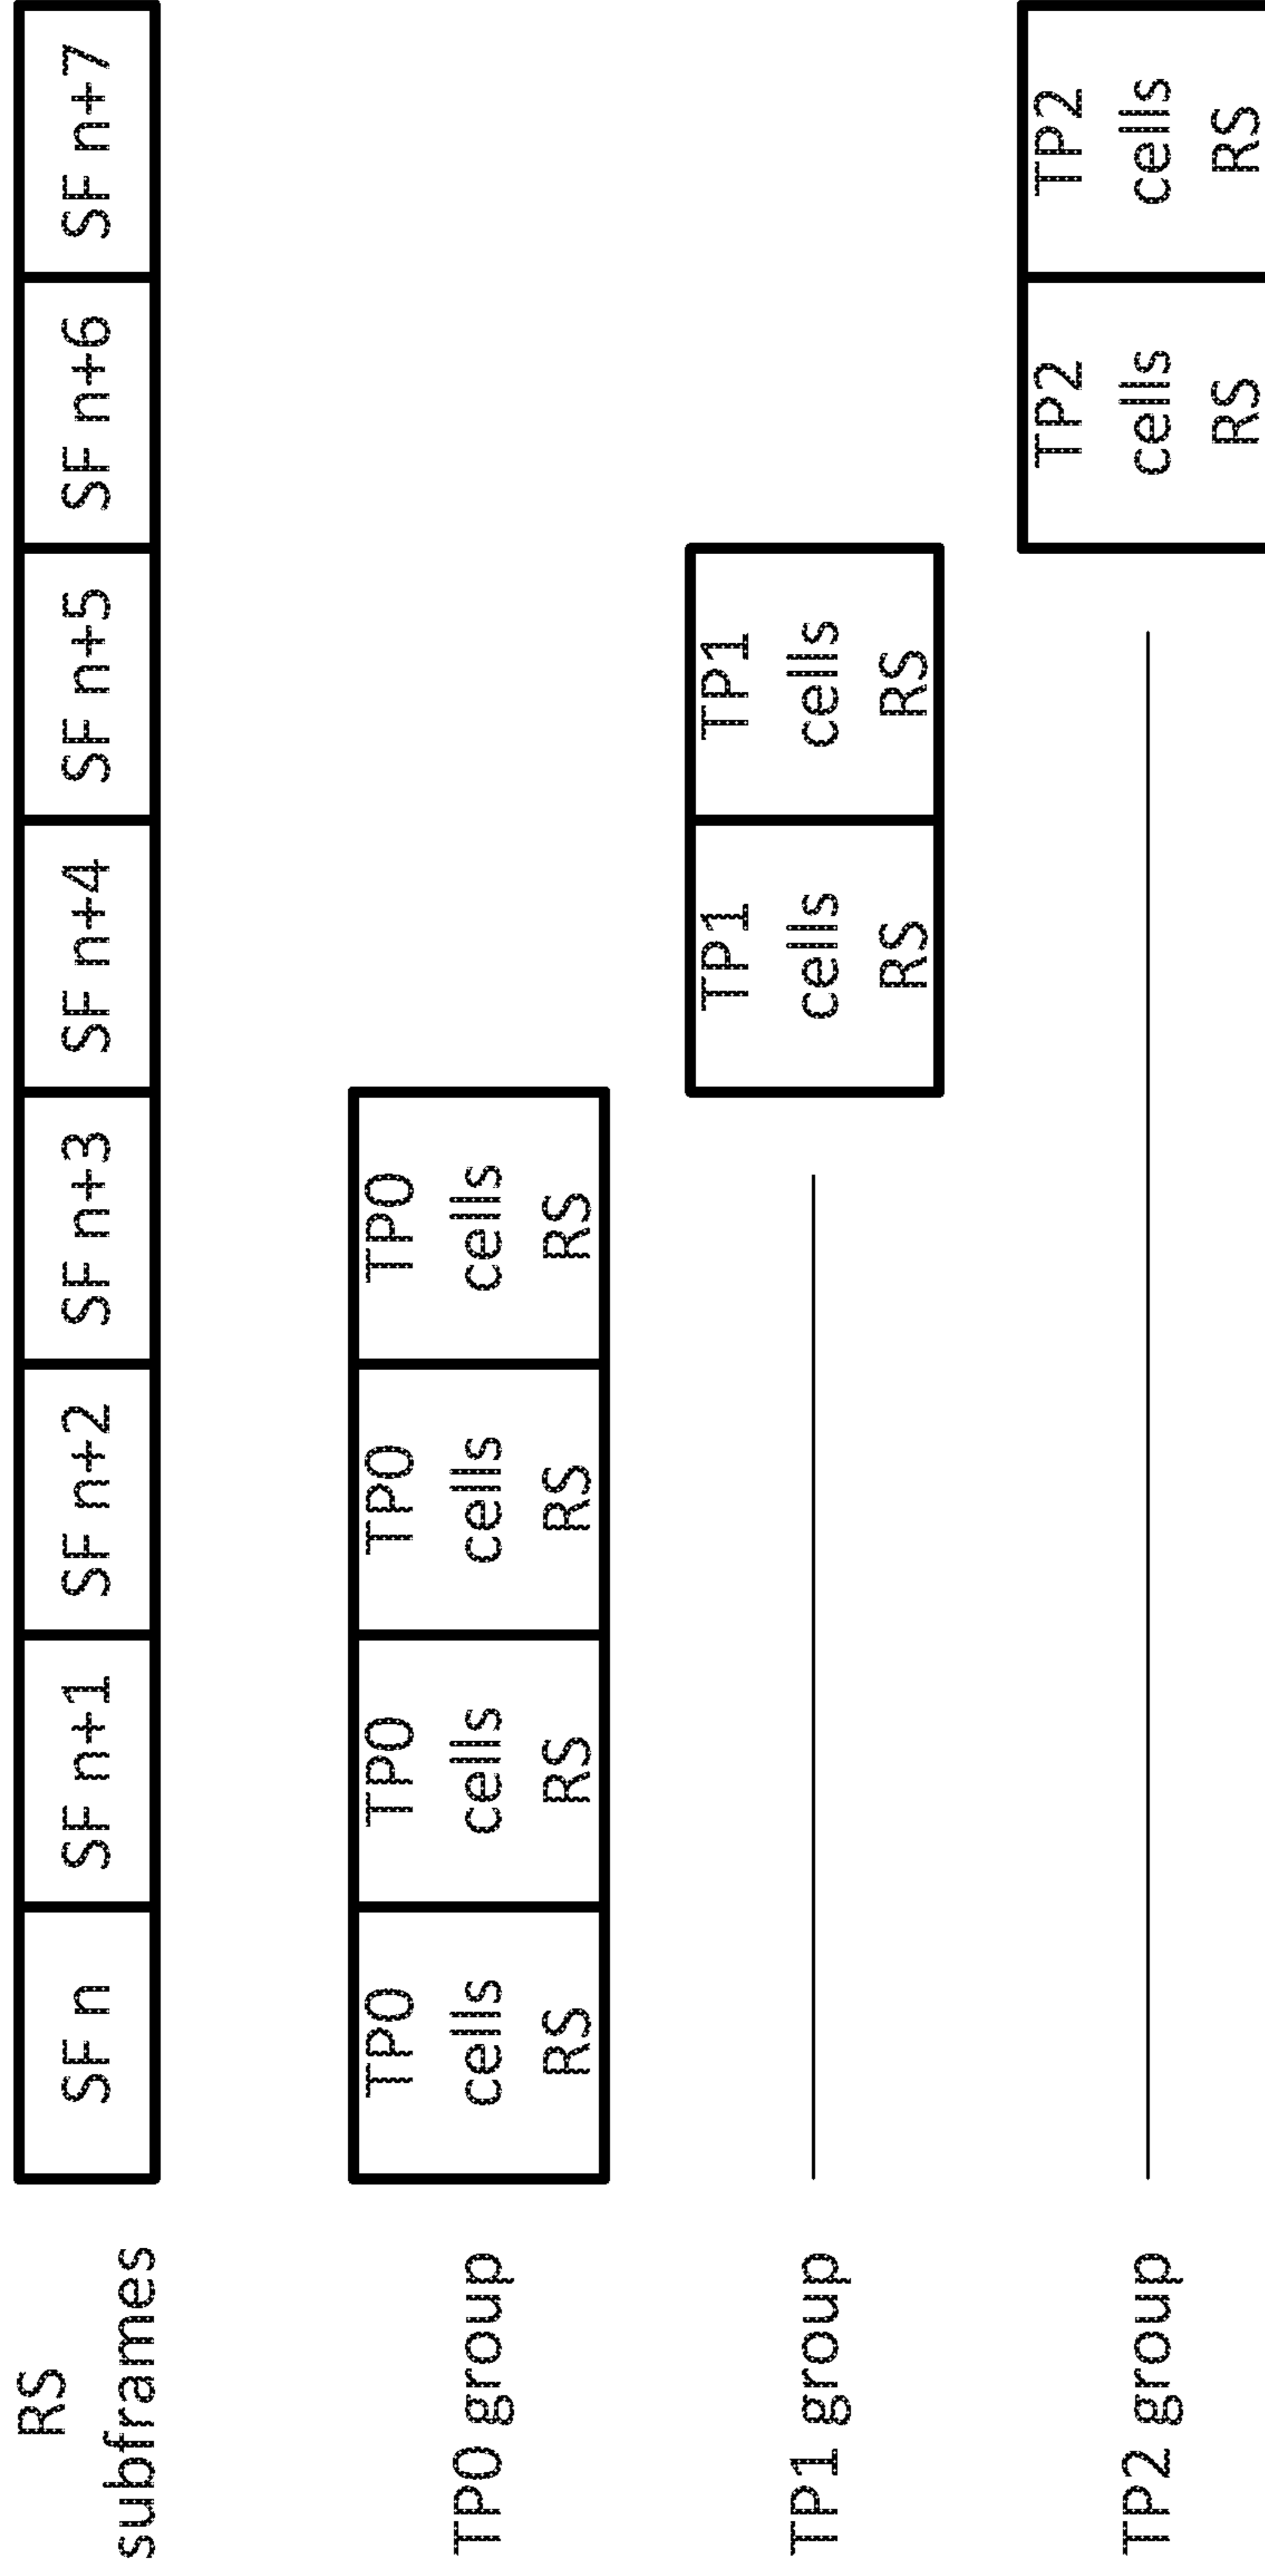 RS
subframes
SF n
SF n+1
SF n+2
SF n+3
SF n+4
SF n+5
SF n+6
SF n+7
TP0 group
TP0
cells
RS
TP0
cells
RS
TP0
cells
RS
TP0
cells
RS
TP1 group
TP1
cells
RS
TP1
cells
RS
TP2 group
TP2
cells
RS
TP2
cells
RS